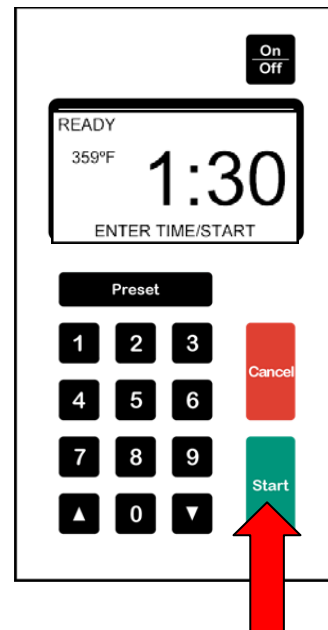 On
Off
READY
359°F
1:30
ENTER TIME/START
Preset
1 2 3
Cancel
4 5 6
7 8 9
Start
▲ 0 ▼